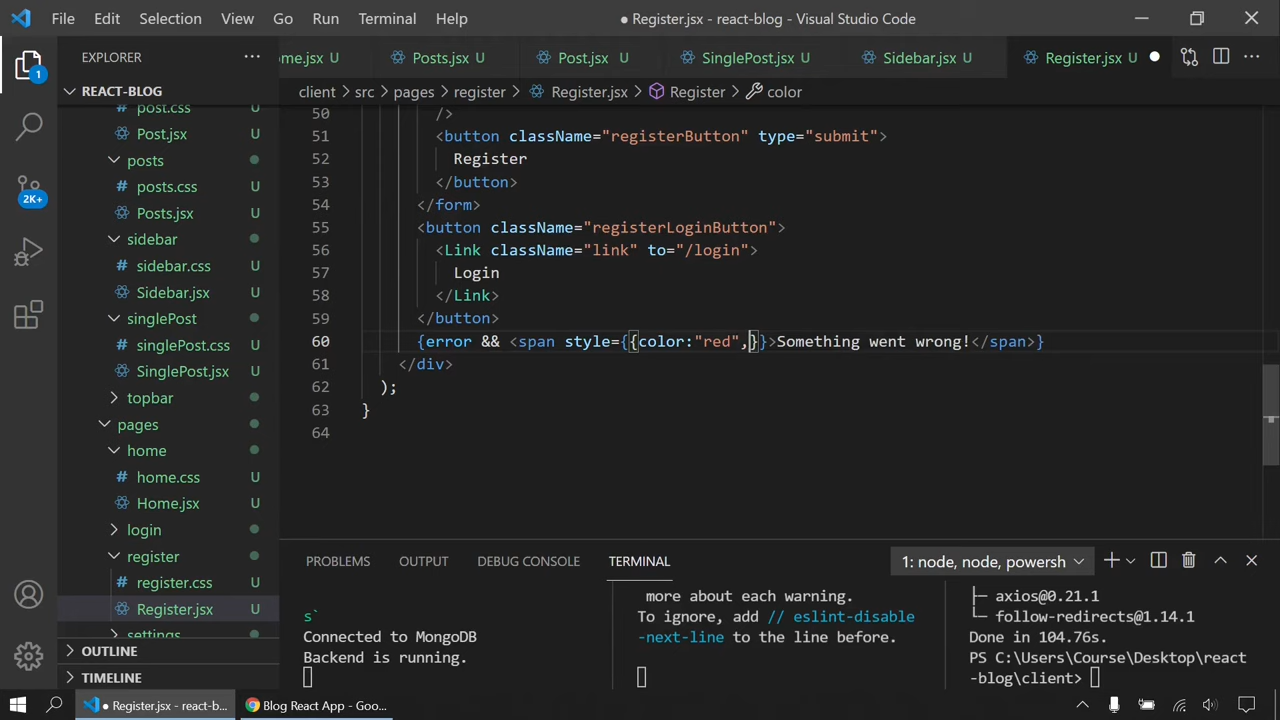 File Edit Selection View Go Run Terminal Help ● Register.jsx - react-blog - Visual Studio Code
EXPLORER ···
ome.jsx U Posts.jsx U Post.jsx U SinglePost.jsx U Sidebar.jsx U Register.jsx U ● ···
REACT-BLOG
client > src > pages > register > Register.jsx > Register > color
1
post.css U
Post.jsx U
posts
# posts.css U
Posts.jsx U
sidebar
# sidebar.css U
Sidebar.jsx U
singlePost
# singlePost.css U
SinglePost.jsx U
topbar
pages
home
# home.css U
Home.jsx U
login
register
# register.css U
Register.jsx U
settings
OUTLINE
TIMELINE
2K+
50 />
51 <button className="registerButton" type="submit">
52 Register
53 </button>
54 </form>
55 <button className="registerLoginButton">
56 <Link className="link" to="/login">
57 Login
58 </Link>
59 </button>
60 {error && <span style={{color:"red",}}>Something went wrong!</span>}
61 </div>
62 );
63 }
64
PROBLEMS OUTPUT DEBUG CONSOLE TERMINAL 1: node, node, powersh
s`
Connected to MongoDB
Backend is running.
more about each warning.
To ignore, add // eslint-disable
-next-line to the line before.
├─ axios@0.21.1
└─ follow-redirects@1.14.1
Done in 104.76s.
PS C:\Users\Course\Desktop\react
-blog\client>
● Register.jsx - react-b... Blog React App - Goo...